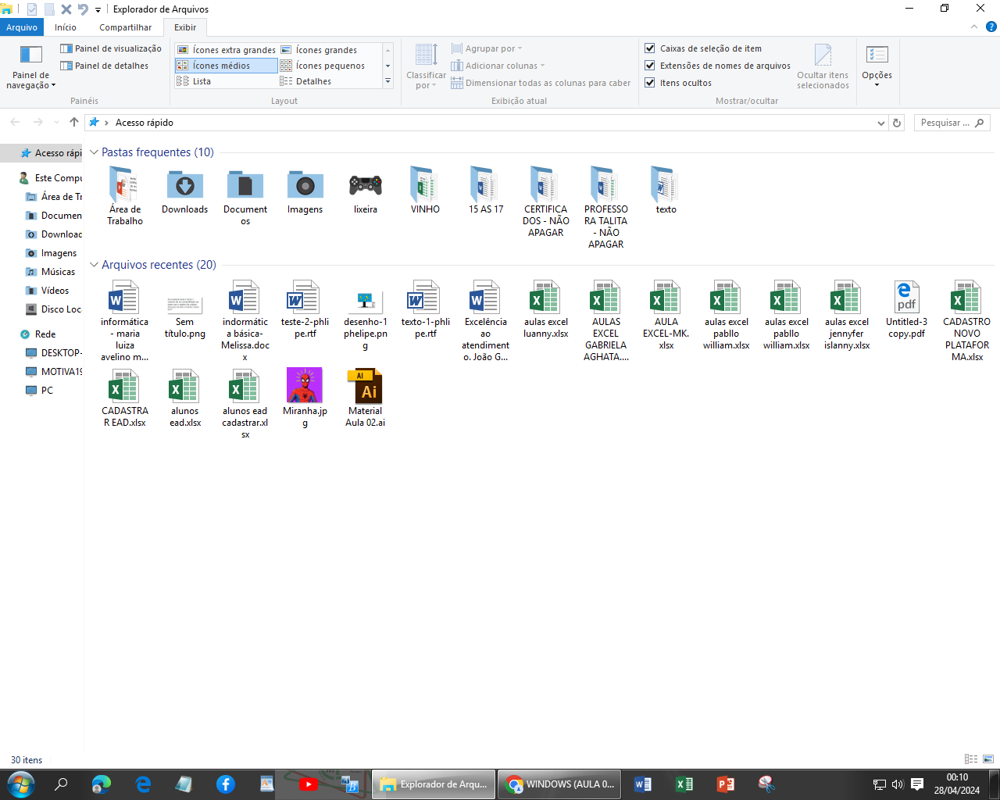 Explorador de Arquivos
Arquivo Início Compartilhar Exibir
Painel de navegação
Painel de visualização
Painel de detalhes
Painéis
Ícones extra grandes Ícones grandes
Ícones médios Ícones pequenos
Lista Detalhes
Layout
Classificar por
Agrupar por
Adicionar colunas
Dimensionar todas as colunas para caber
Exibição atual
Caixas de seleção de item
Extensões de nomes de arquivos
Itens ocultos
Ocultar itens selecionados
Mostrar/ocultar
Opções
Acesso rápido
Pesquisar ...
Acesso rápi
Este Compu
Área de Tr
Documen
Download
Imagens
Músicas
Vídeos
Disco Loc
Rede
DESKTOP-
MOTIVA19
PC
Pastas frequentes (10)
Área de Trabalho
Downloads
Documentos
Imagens
lixeira
VINHO
15 AS 17
CERTIFICADOS - NÃO APAGAR
PROFESSORA TALITA - NÃO APAGAR
texto
Arquivos recentes (20)
informática - maria luiza avelino m...
Sem título.png
indormática básica-Melissa.docx
teste-2-phlipe.rtf
desenho-1phelipe.png
texto-1-phlipe.rtf
Excelência ao atendimento. João G...
aulas excel luanny.xlsx
AULAS EXCEL GABRIELA AGHATA....
AULA EXCEL-MK.xlsx
aulas excel pabllo william.xlsx
aulas excel pabllo william.xlsx
aulas excel jennyfer islanny.xlsx
Untitled-3 copy.pdf
CADASTRO NOVO PLATAFORMA.xlsx
CADASTRAR EAD.xlsx
alunos ead.xlsx
alunos ead cadastrar.xlsx
Miranha.jpg
Material Aula 02.ai
30 itens
Explorador de Arqu...
WINDOWS (AULA 0...
00:10
28/04/2024